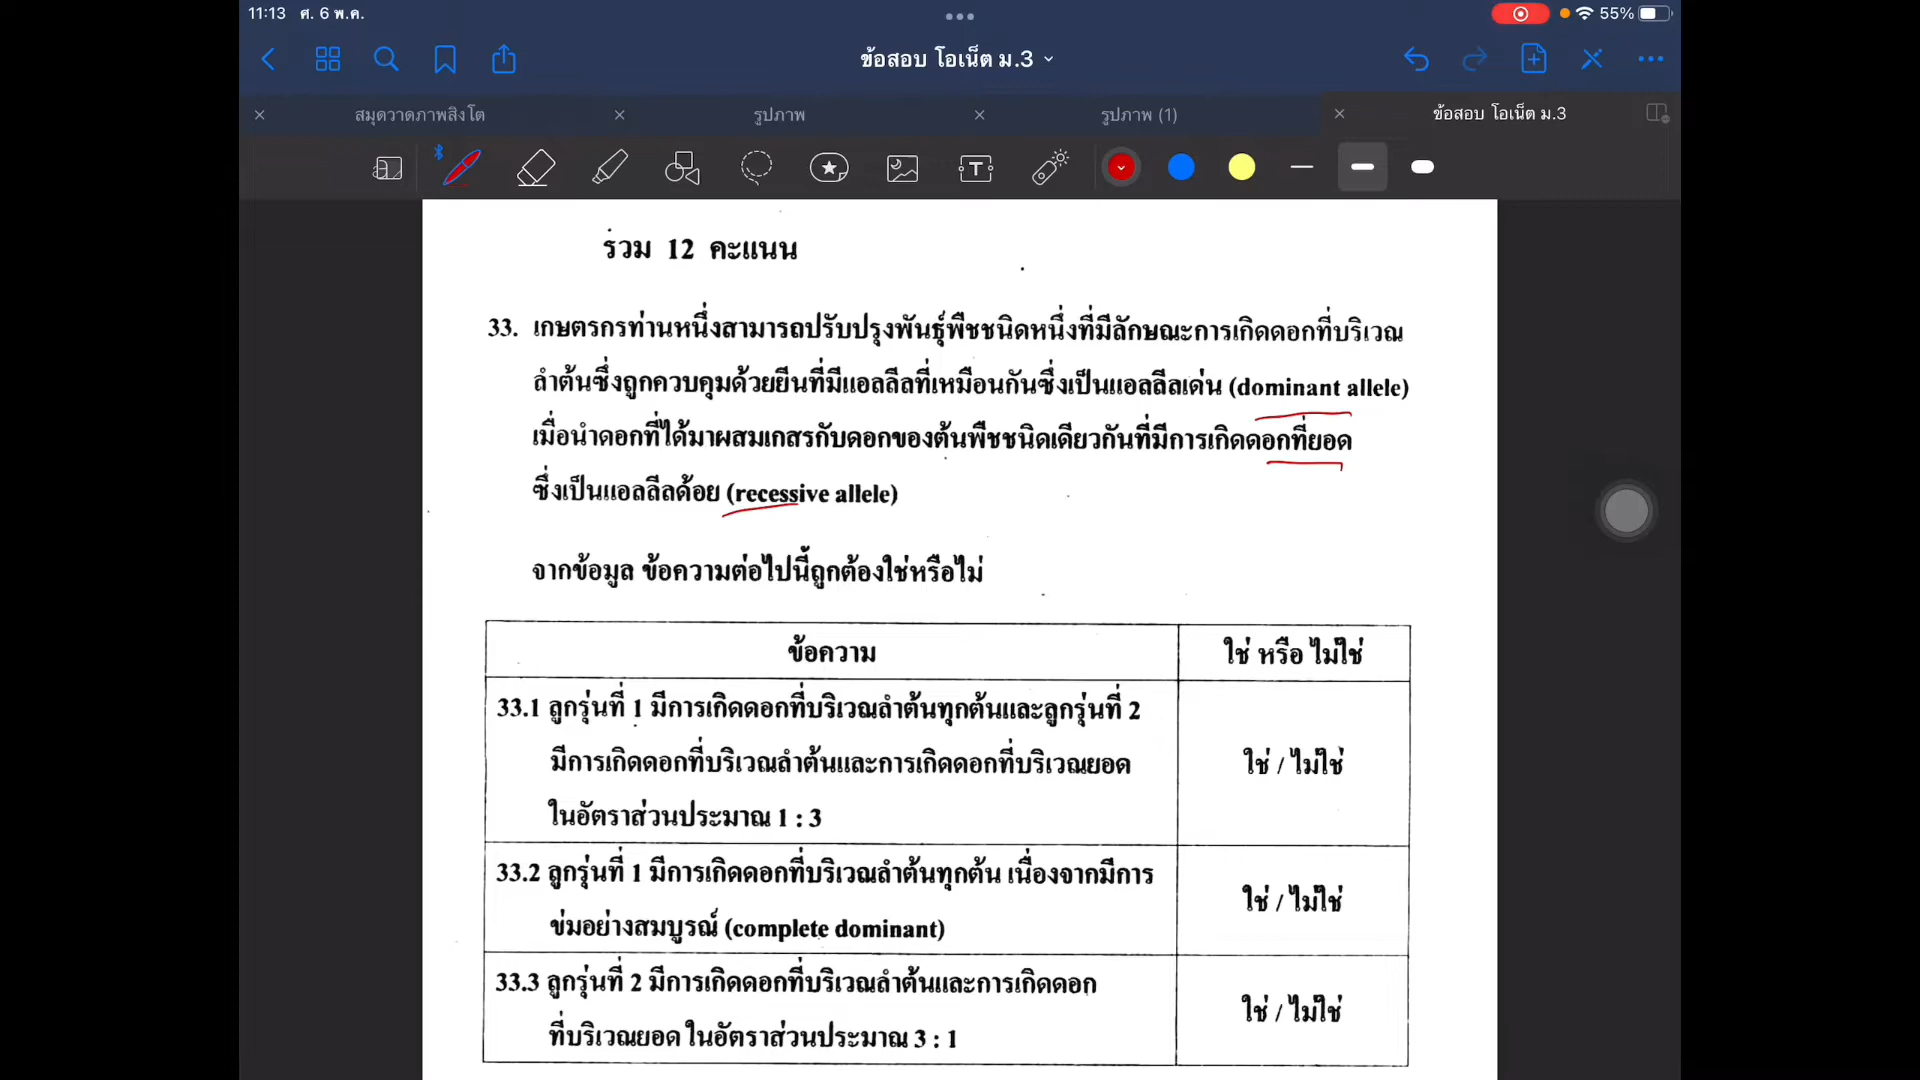 11:13 ศ. 6 พ.ค.
55%
ข้อสอบ โอเน็ต ม.3
สมุดวาดภาพสิงโต
รูปภาพ
รูปภาพ (1)
ข้อสอบ โอเน็ต ม.3
รวม 12 คะแนน
33. เกษตรกรท่านหนึ่งสามารถปรับปรุงพันธุ์พืชชนิดหนึ่งที่มีลักษณะการเกิดดอกที่บริเวณ
ลำต้นซึ่งถูกควบคุมด้วยยีนที่มีแอลลีลที่เหมือนกันซึ่งเป็นแอลลีลเด่น (dominant allele)
เมื่อนำดอกที่ได้มาผสมเกสรกับดอกของต้นพืชชนิดเดียวกันที่มีการเกิดดอกที่ยอด
ซึ่งเป็นแอลลีลด้อย (recessive allele)
จากข้อมูล ข้อความต่อไปนี้ถูกต้องใช่หรือไม่
ข้อความ
ใช่ หรือ ไม่ใช่
33.1 ลูกรุ่นที่ 1 มีการเกิดดอกที่บริเวณลำต้นทุกต้นและลูกรุ่นที่ 2
มีการเกิดดอกที่บริเวณลำต้นและการเกิดดอกที่บริเวณยอด
ในอัตราส่วนประมาณ 1 : 3
ใช่ / ไม่ใช่
33.2 ลูกรุ่นที่ 1 มีการเกิดดอกที่บริเวณลำต้นทุกต้น เนื่องจากมีการ
ข่มอย่างสมบูรณ์ (complete dominant)
ใช่ / ไม่ใช่
33.3 ลูกรุ่นที่ 2 มีการเกิดดอกที่บริเวณลำต้นและการเกิดดอก
ที่บริเวณยอด ในอัตราส่วนประมาณ 3 : 1
ใช่ / ไม่ใช่